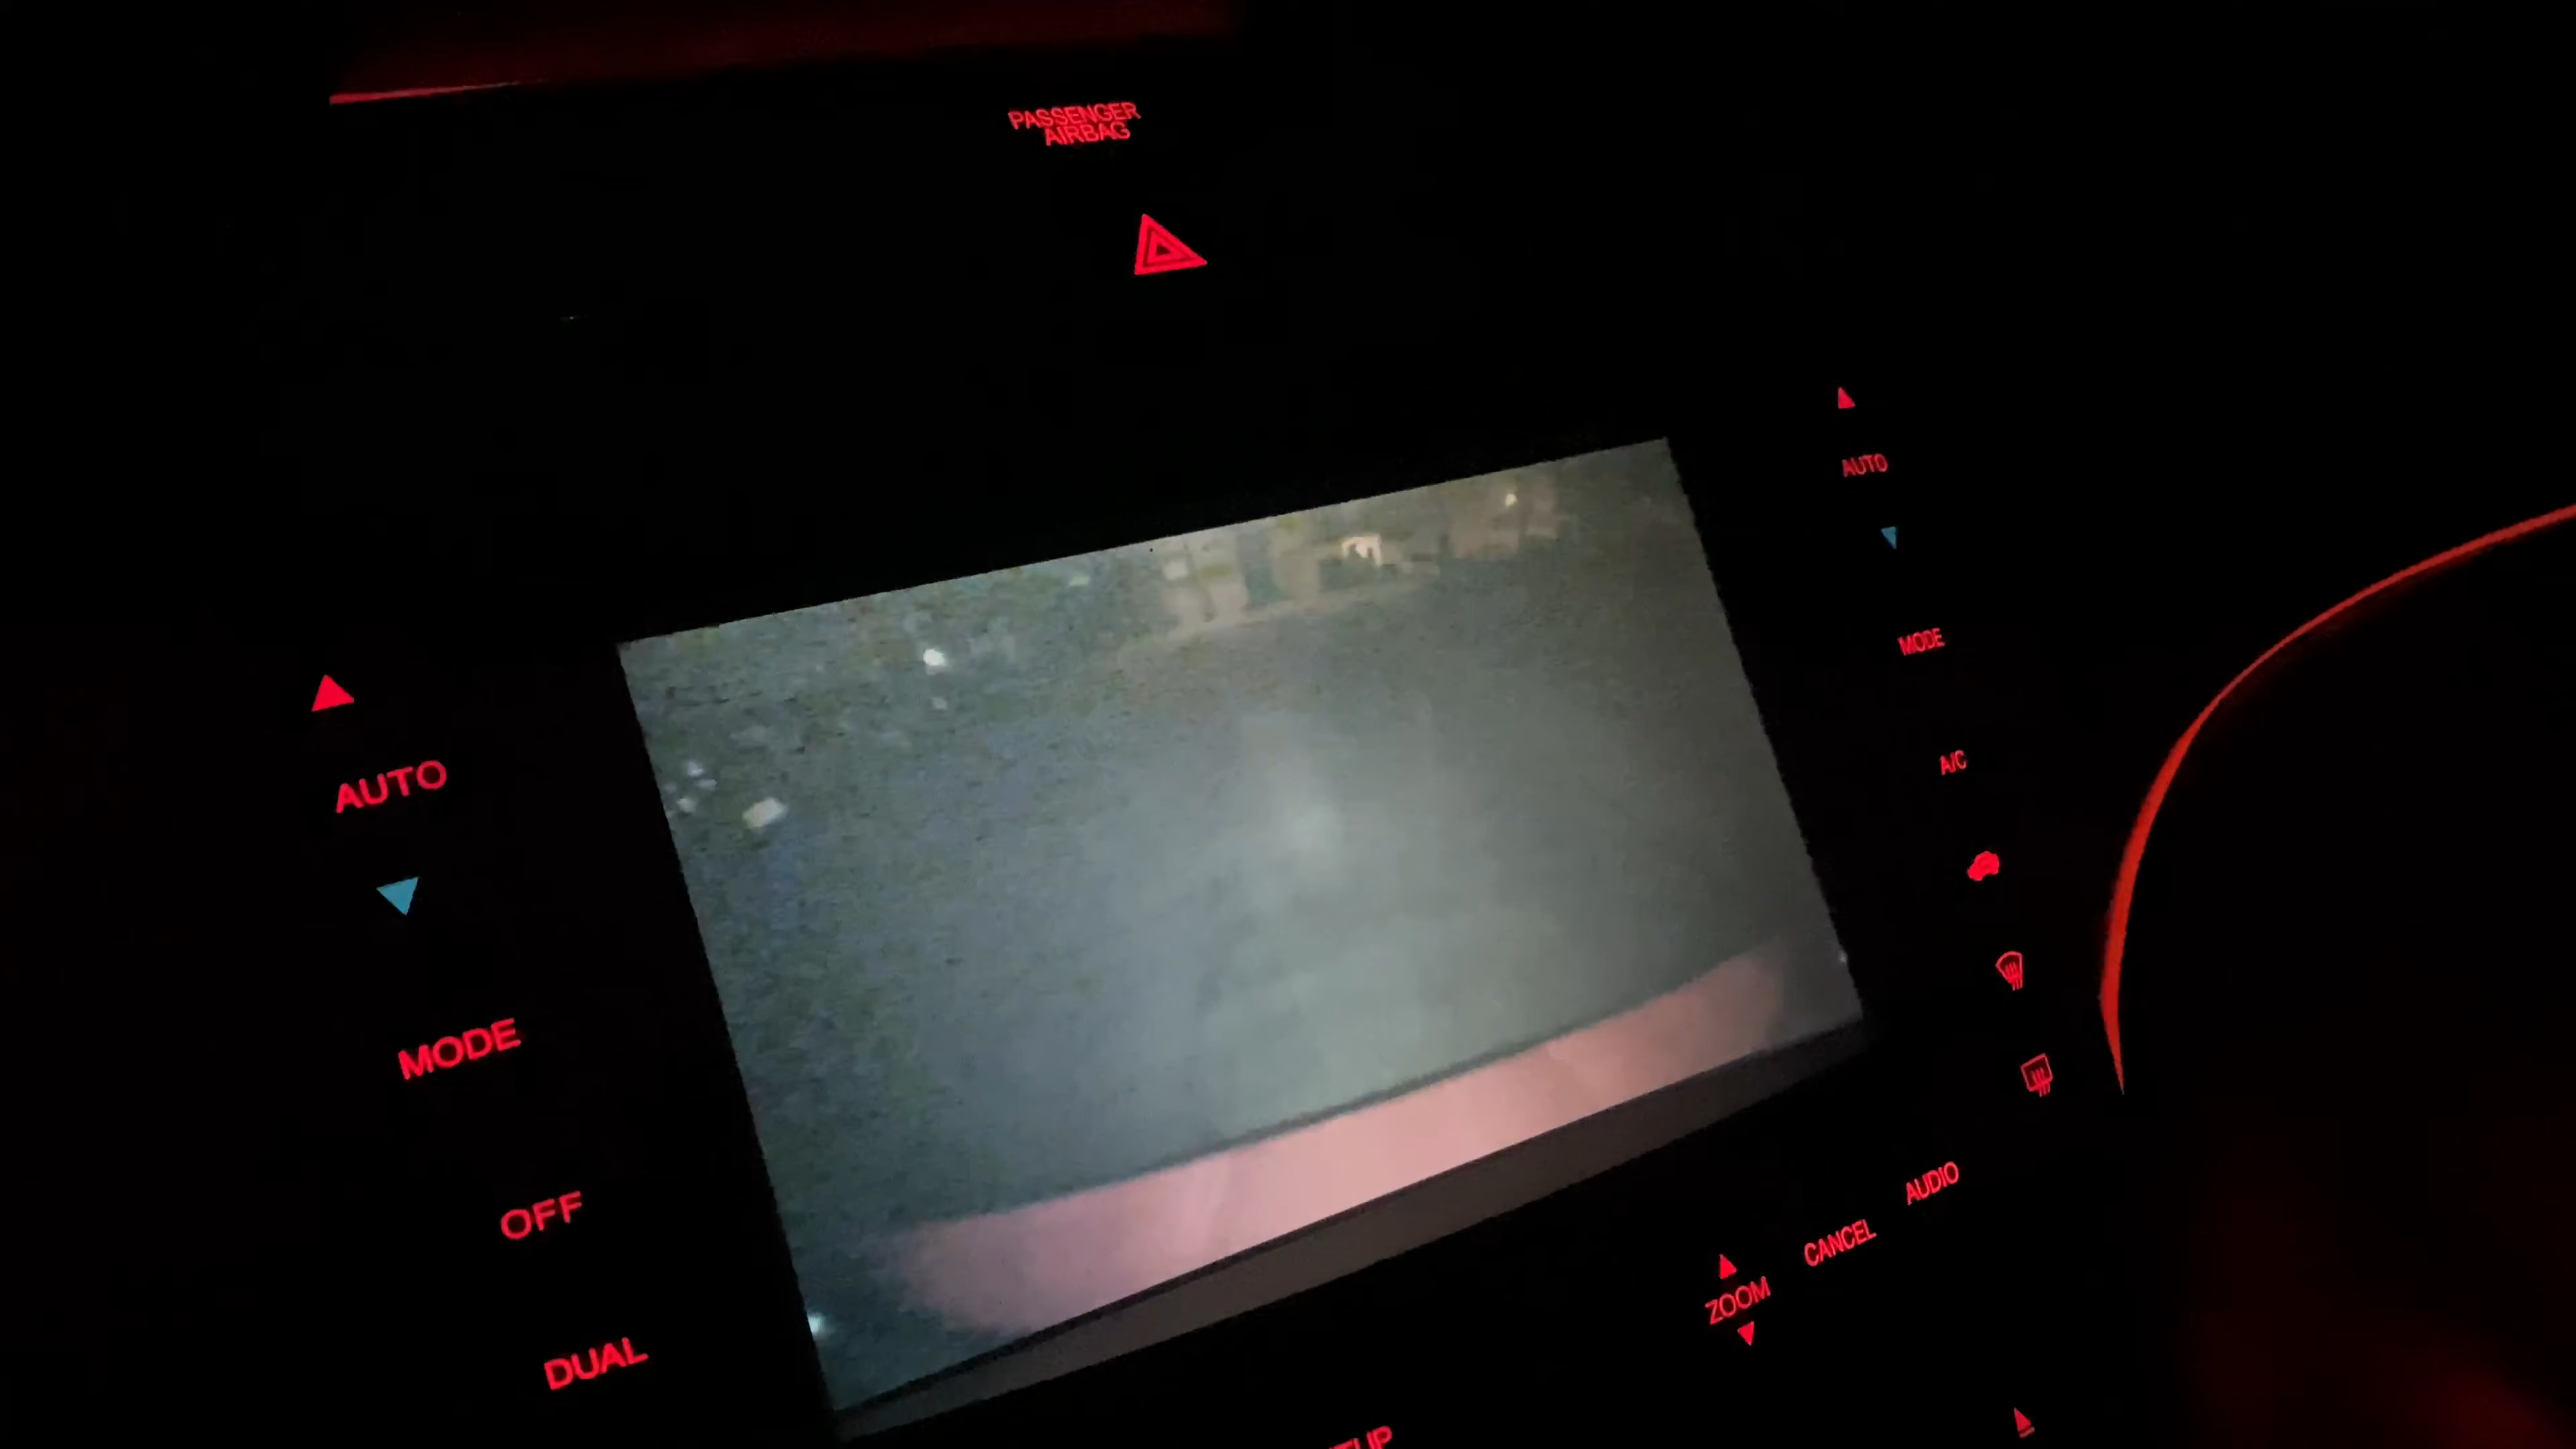 PASSENGER
AIRBAG
AUTO
MODE
OFF
DUAL
AUTO
MODE
A/C
AUDIO
CANCEL
ZOOM